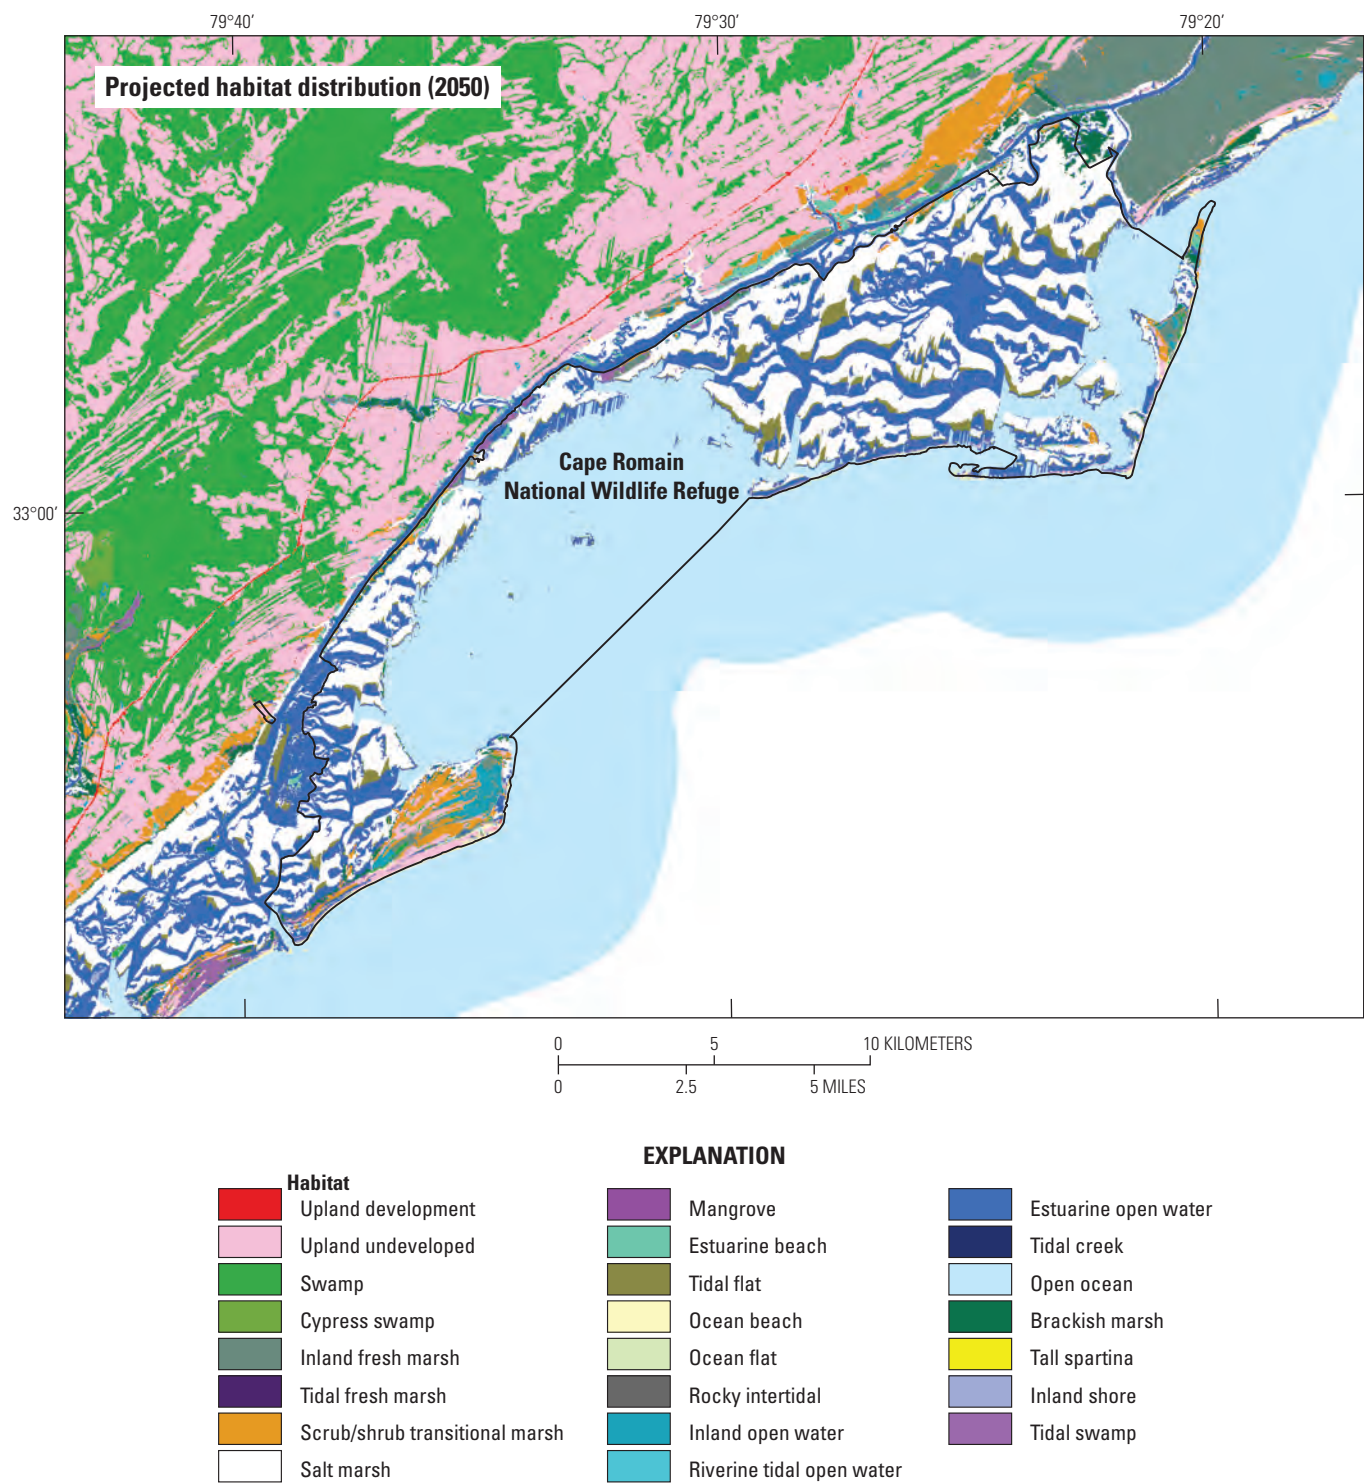 79°40′ 79°30′ 79°20′
Projected habitat distribution (2050)
Cape Romain
National Wildlife Refuge
33°00′
0 5 10 KILOMETERS
0 2.5 5 MILES
EXPLANATION
Habitat
Upland development
Upland undeveloped
Swamp
Cypress swamp
Inland fresh marsh
Tidal fresh marsh
Scrub/shrub transitional marsh
Salt marsh
Mangrove
Estuarine beach
Tidal flat
Ocean beach
Ocean flat
Rocky intertidal
Inland open water
Riverine tidal open water
Estuarine open water
Tidal creek
Open ocean
Brackish marsh
Tall spartina
Inland shore
Tidal swamp